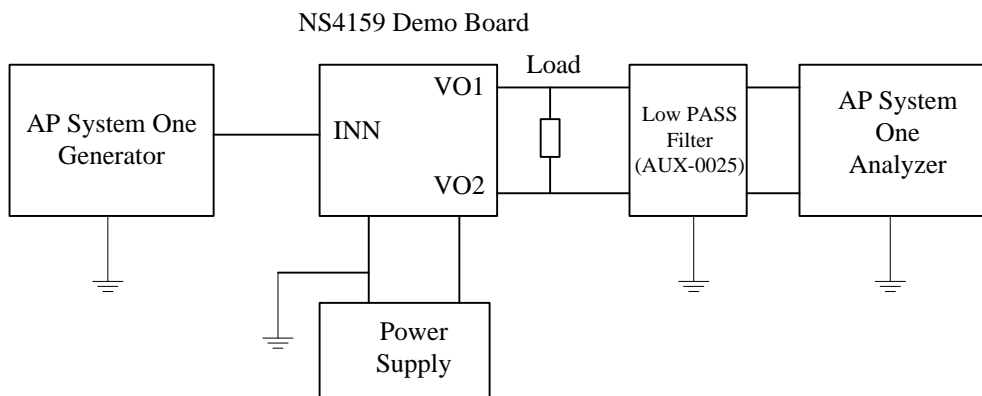 NS4159 Demo Board
AP System One
Generator
INN
VO1
VO2
Load
Low PASS
Filter
(AUX-0025)
AP System
One
Analyzer
Power
Supply